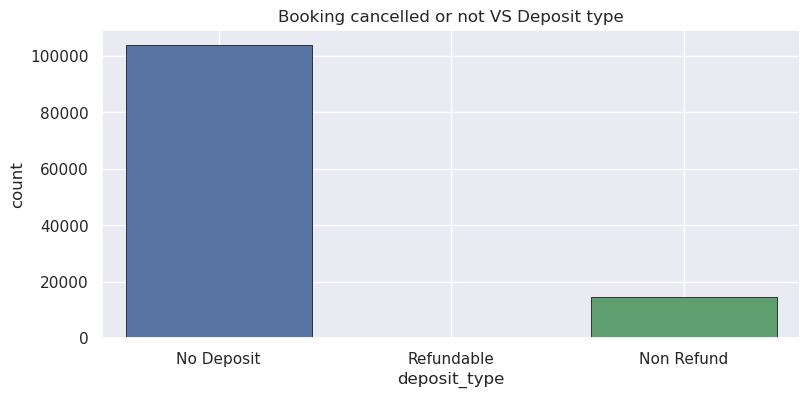 Booking cancelled or not VS Deposit type
count
100000
80000
60000
40000
20000
0
No Deposit
Refundable
Non Refund
deposit_type